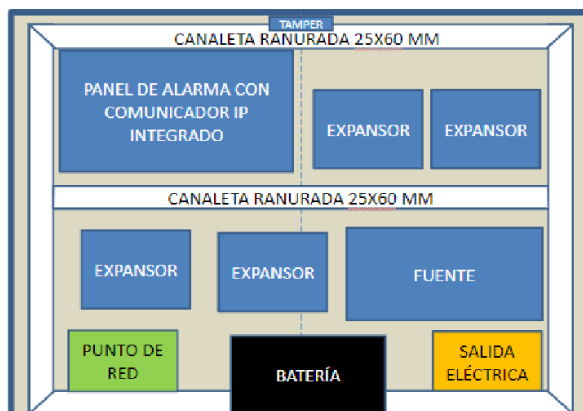 TAMPER
CANALETA RANURADA 25X60 MM
PANEL DE ALARMA CON
COMUNICADOR IP
INTEGRADO
EXPANSOR
EXPANSOR
CANALETA RANURADA 25X60 MM
EXPANSOR
EXPANSOR
FUENTE
PUNTO DE
RED
BATERÍA
SALIDA
ELÉCTRICA